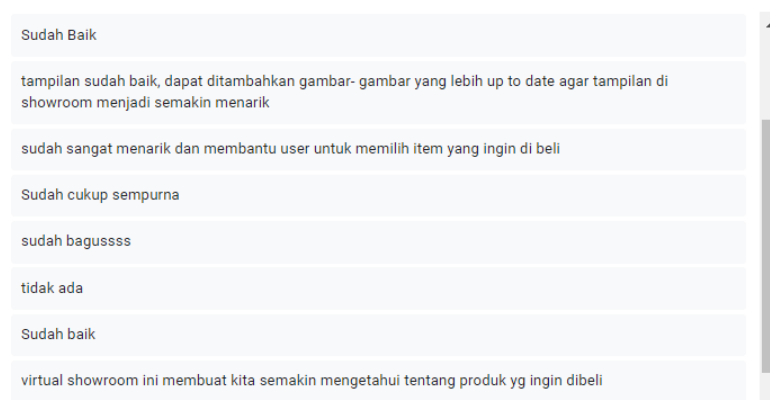 Sudah Baik
tampilan sudah baik, dapat ditambahkan gambar- gambar yang lebih up to date agar tampilan di
showroom menjadi semakin menarik
sudah sangat menarik dan membantu user untuk memilih item yang ingin di beli
Sudah cukup sempurna
sudah bagussss
tidak ada
Sudah baik
virtual showroom ini membuat kita semakin mengetahui tentang produk yg ingin dibeli